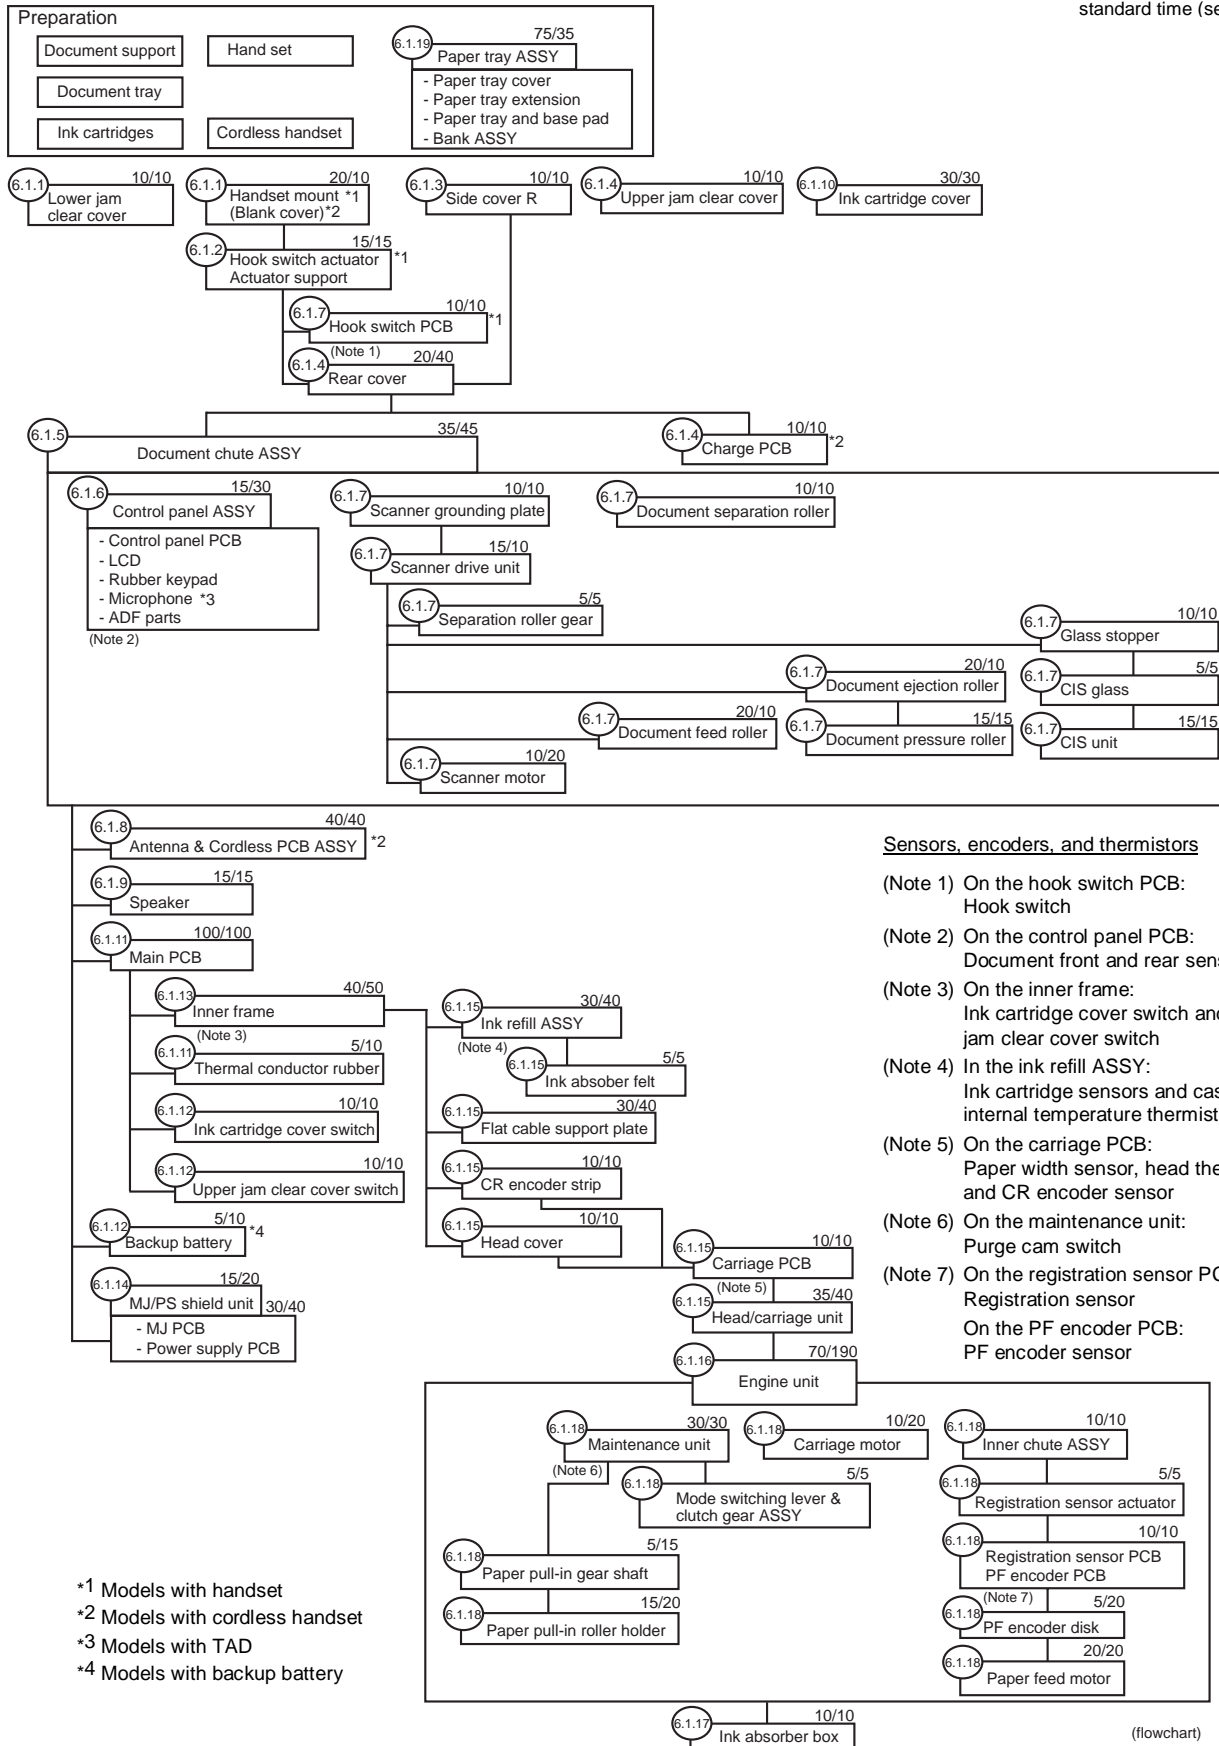 standard time (se
Preparation
Document support
Hand set
6.1.19
75/35
Paper tray ASSY
- Paper tray cover
- Paper tray extension
- Paper tray and base pad
- Bank ASSY
Document tray
Ink cartridges
Cordless handset
6.1.1
10/10
Lower jam
clear cover
6.1.1
20/10
Handset mount *1
(Blank cover)*2
6.1.3
10/10
Side cover R
6.1.4
10/10
Upper jam clear cover
6.1.10
30/30
Ink cartridge cover
6.1.2
15/15
Hook switch actuator
Actuator support
*1
6.1.7
10/10
Hook switch PCB
*1
(Note 1)
6.1.4
20/40
Rear cover
6.1.5
35/45
Document chute ASSY
6.1.4
10/10
Charge PCB
*2
6.1.6
15/30
Control panel ASSY
- Control panel PCB
- LCD
- Rubber keypad
- Microphone *3
- ADF parts
(Note 2)
6.1.7
10/10
Scanner grounding plate
6.1.7
10/10
Document separation roller
6.1.7
15/10
Scanner drive unit
6.1.7
5/5
Separation roller gear
6.1.7
10/10
Glass stopper
6.1.7
20/10
Document ejection roller
6.1.7
5/5
CIS glass
6.1.7
20/10
Document feed roller
6.1.7
15/15
Document pressure roller
6.1.7
15/15
CIS unit
6.1.7
10/20
Scanner motor
6.1.8
40/40
Antenna & Cordless PCB ASSY
*2
6.1.9
15/15
Speaker
6.1.11
100/100
Main PCB
6.1.13
40/50
Inner frame
(Note 3)
6.1.11
5/10
Thermal conductor rubber
6.1.12
10/10
Ink cartridge cover switch
6.1.12
10/10
Upper jam clear cover switch
6.1.12
5/10
Backup battery
*4
6.1.14
15/20
MJ/PS shield unit
30/40
- MJ PCB
- Power supply PCB
6.1.15
30/40
Ink refill ASSY
(Note 4)
6.1.15
5/5
Ink absober felt
6.1.15
30/40
Flat cable support plate
6.1.15
10/10
CR encoder strip
6.1.15
10/10
Head cover
6.1.15
10/10
Carriage PCB
(Note 5)
6.1.15
35/40
Head/carriage unit
6.1.16
70/190
Engine unit
Sensors, encoders, and thermistors
(Note 1) On the hook switch PCB:
Hook switch
(Note 2) On the control panel PCB:
Document front and rear sens
(Note 3) On the inner frame:
Ink cartridge cover switch and
jam clear cover switch
(Note 4) In the ink refill ASSY:
Ink cartridge sensors and cas
internal temperature thermist
(Note 5) On the carriage PCB:
Paper width sensor, head the
and CR encoder sensor
(Note 6) On the maintenance unit:
Purge cam switch
(Note 7) On the registration sensor PC
Registration sensor
On the PF encoder PCB:
PF encoder sensor
6.1.18
30/30
Maintenance unit
(Note 6)
6.1.18
10/20
Carriage motor
6.1.18
10/10
Inner chute ASSY
6.1.18
5/5
Mode switching lever &
clutch gear ASSY
6.1.18
5/5
Registration sensor actuator
6.1.18
5/15
Paper pull-in gear shaft
6.1.18
10/10
Registration sensor PCB
PF encoder PCB
(Note 7)
6.1.18
15/20
Paper pull-in roller holder
6.1.18
5/20
PF encoder disk
6.1.18
20/20
Paper feed motor
*1 Models with handset
*2 Models with cordless handset
*3 Models with TAD
*4 Models with backup battery
6.1.17
10/10
Ink absorber box
(flowchart)